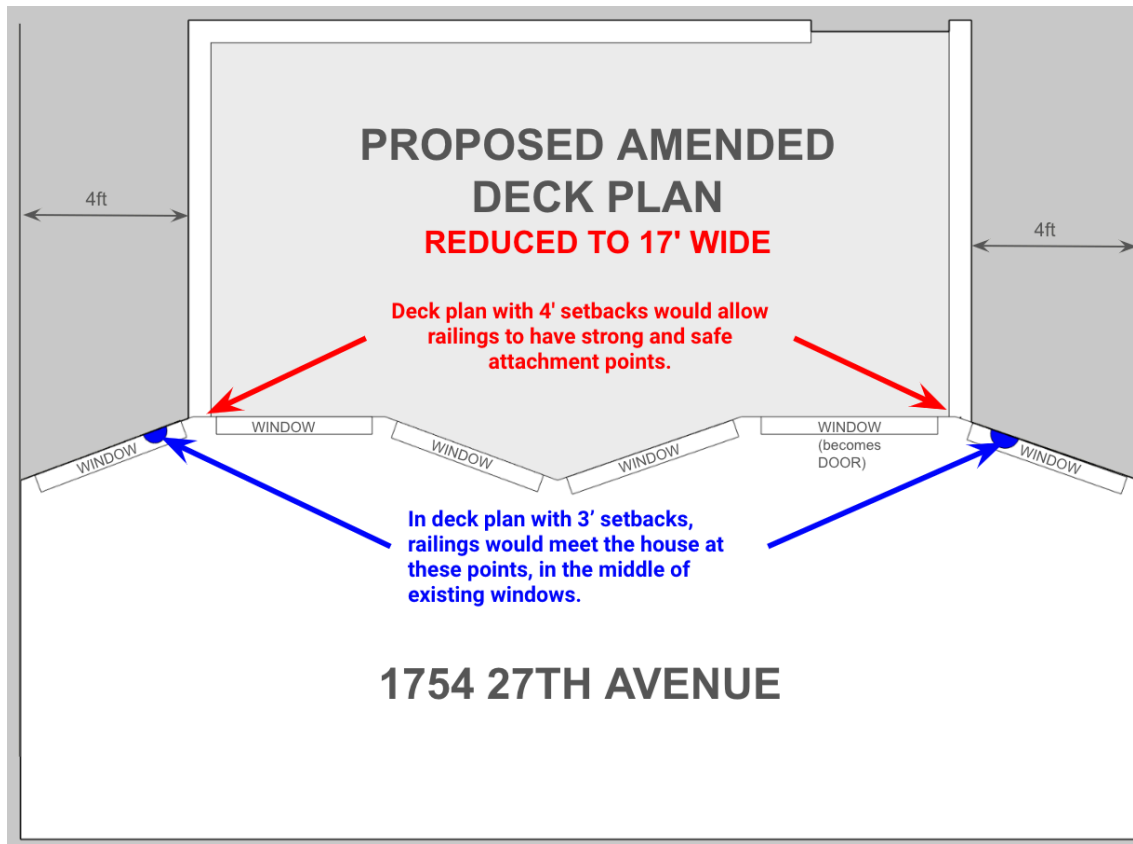 PROPOSED AMENDED
DECK PLAN
REDUCED TO 17' WIDE
4ft
4ft
Deck plan with 4' setbacks would allow
railings to have strong and safe
attachment points.
WINDOW
WINDOW
WINDOW
WINDOW
WINDOW
(becomes
DOOR)
WINDOW
In deck plan with 3’ setbacks,
railings would meet the house at
these points, in the middle of
existing windows.
1754 27TH AVENUE